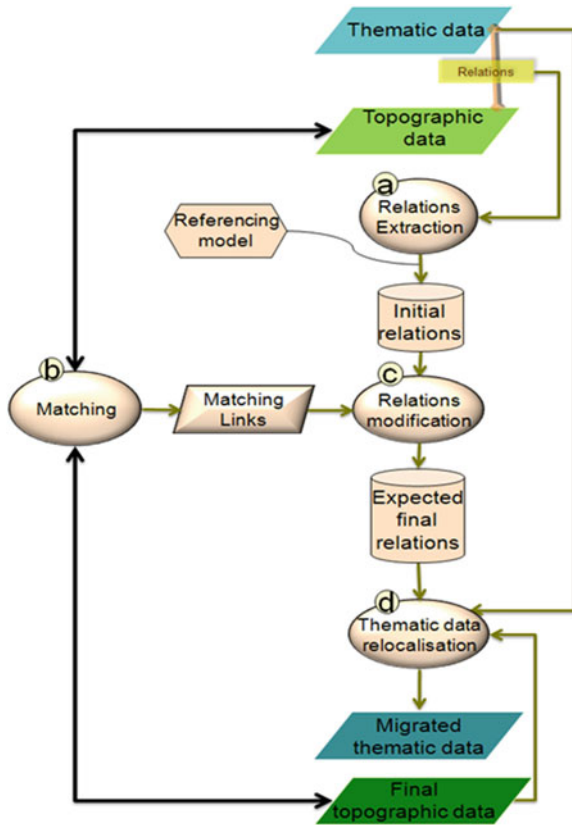 Thematic data
Relations
Topographic
data
a
Relations
Extraction
Referencing
model
Initial
relations
b
Matching
Matching
Links
c
Relations
modification
Expected
final
relations
d
Thematic data
relocalisation
Migrated
thematic data
Final
topographic data